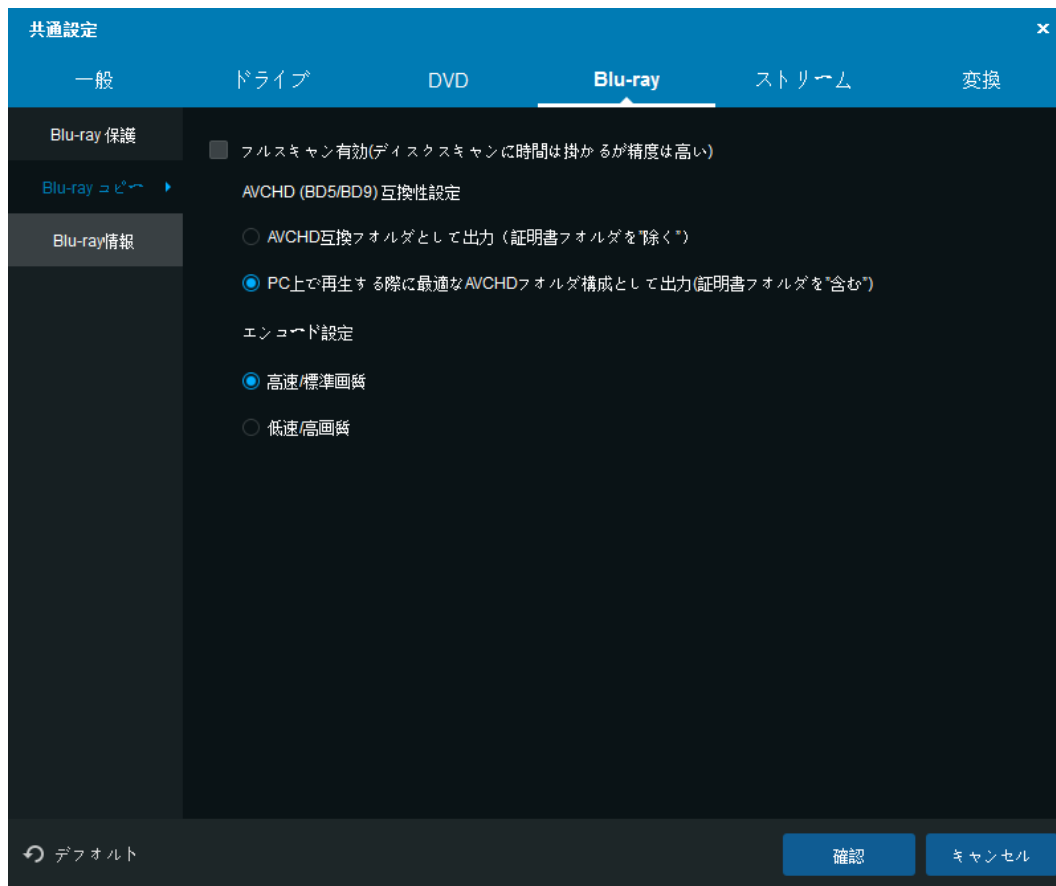 共通設定
×
一般 ドライブ DVD Blu-ray ストリーム 変換
Blu-ray 保護
Blu-ray コピー
Blu-ray情報
フルスキャン有効(ディスクスキャンに時間は掛かるが精度は高い)
AVCHD (BD5/BD9) 互換性設定
AVCHD互換フォルダとして出力（証明書フォルダを"除く"）
PC上で再生する際に最適なAVCHDフォルダ構成として出力(証明書フォルダを"含む")
エンコード設定
高速/標準画質
低速/高画質
デフォルト
確認
キャンセル